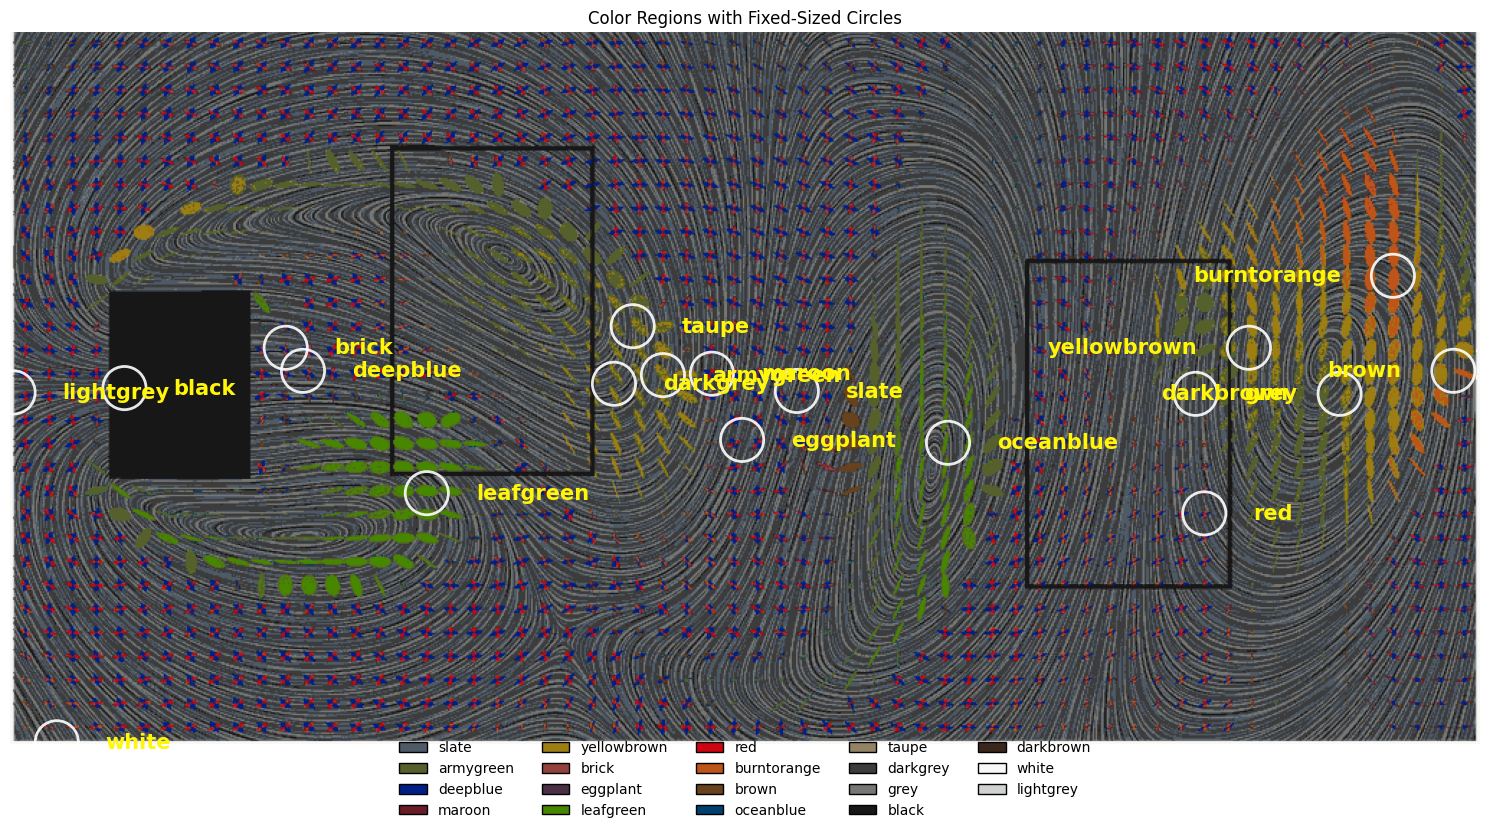 Color Regions with Fixed-Sized Circles
burntorange
taupe
brick
yellowbrown
deepblue
brown
armygreen
maroon
darkgrey
black
lightgrey
slate
darkbrown
grey
eggplant
oceanblue
leafgreen
red
white
slate
armygreen
deepblue
maroon
yellowbrown
brick
eggplant
leafgreen
red
burntorange
brown
oceanblue
taupe
darkgrey
grey
black
darkbrown
white
lightgrey